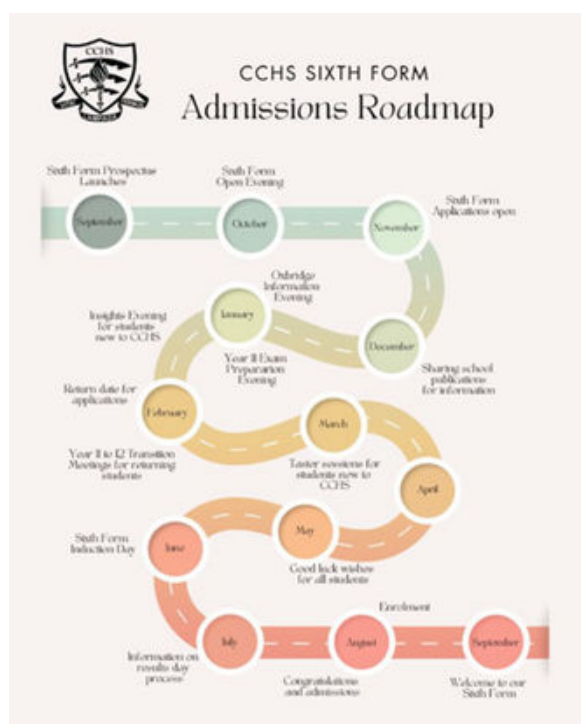 CCHS
CCHS SIXTH FORM
Admissions Roadmap
Sixth Form Prospectus
Launches
September
Sixth Form
Open Evening
October
Sixth Form
Applications open
November
Sharing school
publications
for information
December
Oxbridge
Information
Evening
January
Year 11 Exam
Preparation
Evening
Insights Evening
for students
new to CCHS
Return date for
applications
February
Year 11 to 12 Transition
Meetings for returning
students
March
Taster sessions for
students new to
CCHS
April
May
Good luck wishes
for all students
Sixth Form
Induction Day
June
July
Information on
results day
process
Enrolment
August
Congratulations
and admissions
September
Welcome to our
Sixth Form